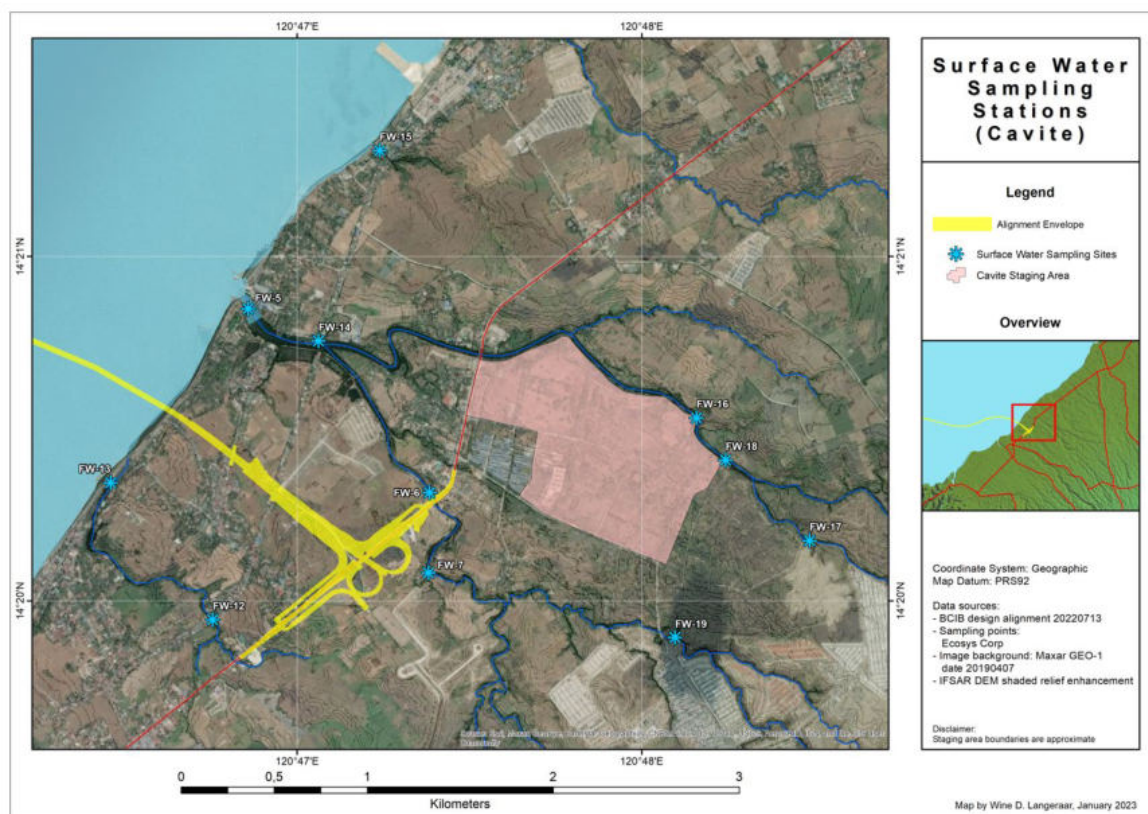 120°47'E
120°48'E
14°21'N
14°21'N
14°20'N
14°20'N
FW-15
FW-5
FW-14
FW-16
FW-18
FW-13
FW-6
FW-17
FW-7
FW-12
FW-19
120°47'E
120°48'E
0 0,5 1 2 3
Kilometers
Surface Water
Sampling
Stations
(Cavite)
Legend
Alignment Envelope
Surface Water Sampling Sites
Cavite Staging Area
Overview
Coordinate System: Geographic
Map Datum: PRS92
Data sources:
- BCIB design alignment 20220713
- Sampling points:
Ecosys Corp
- Image background: Maxar GEO-1
date 20190407
- IFSAR DEM shaded relief enhancement
Disclaimer:
Staging area boundaries are approximate
Map by Wine D. Langeraar, January 2023